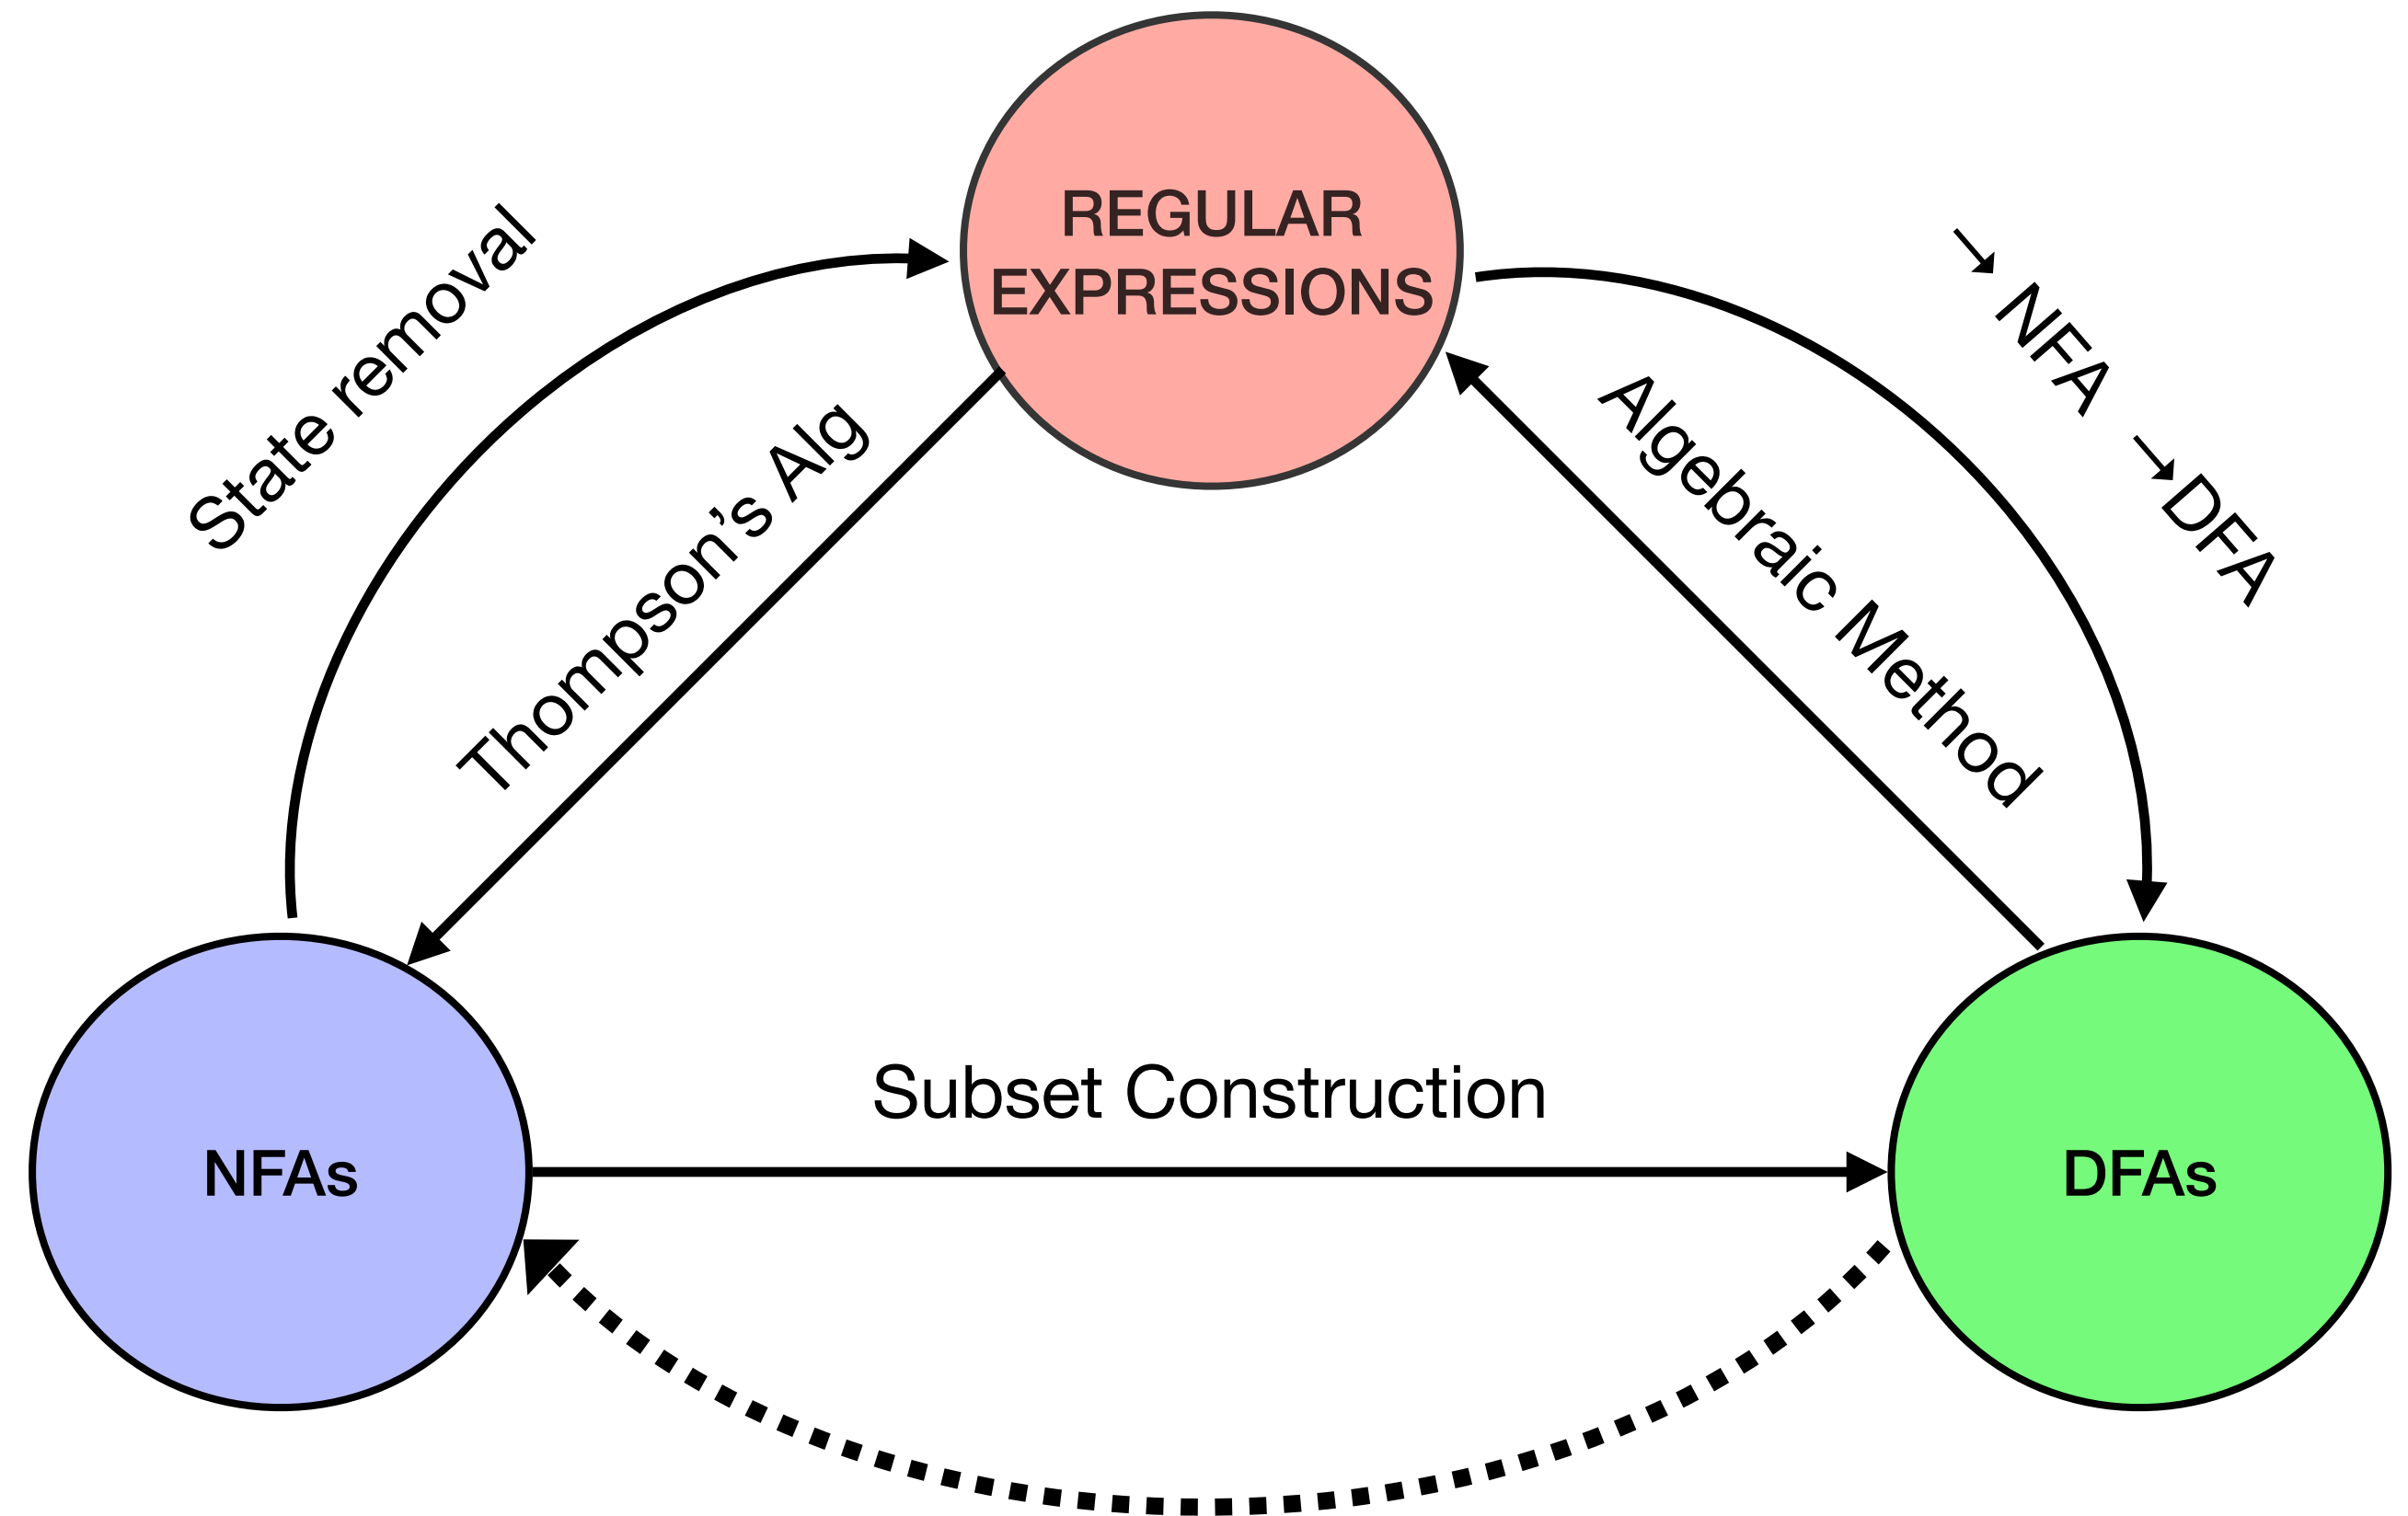 REGULAR
EXPRESSIONS
State removal
Thompson's Alg
→ NFA →DFA
Algebraic Method
Subset Construction
NFAs
DFAs